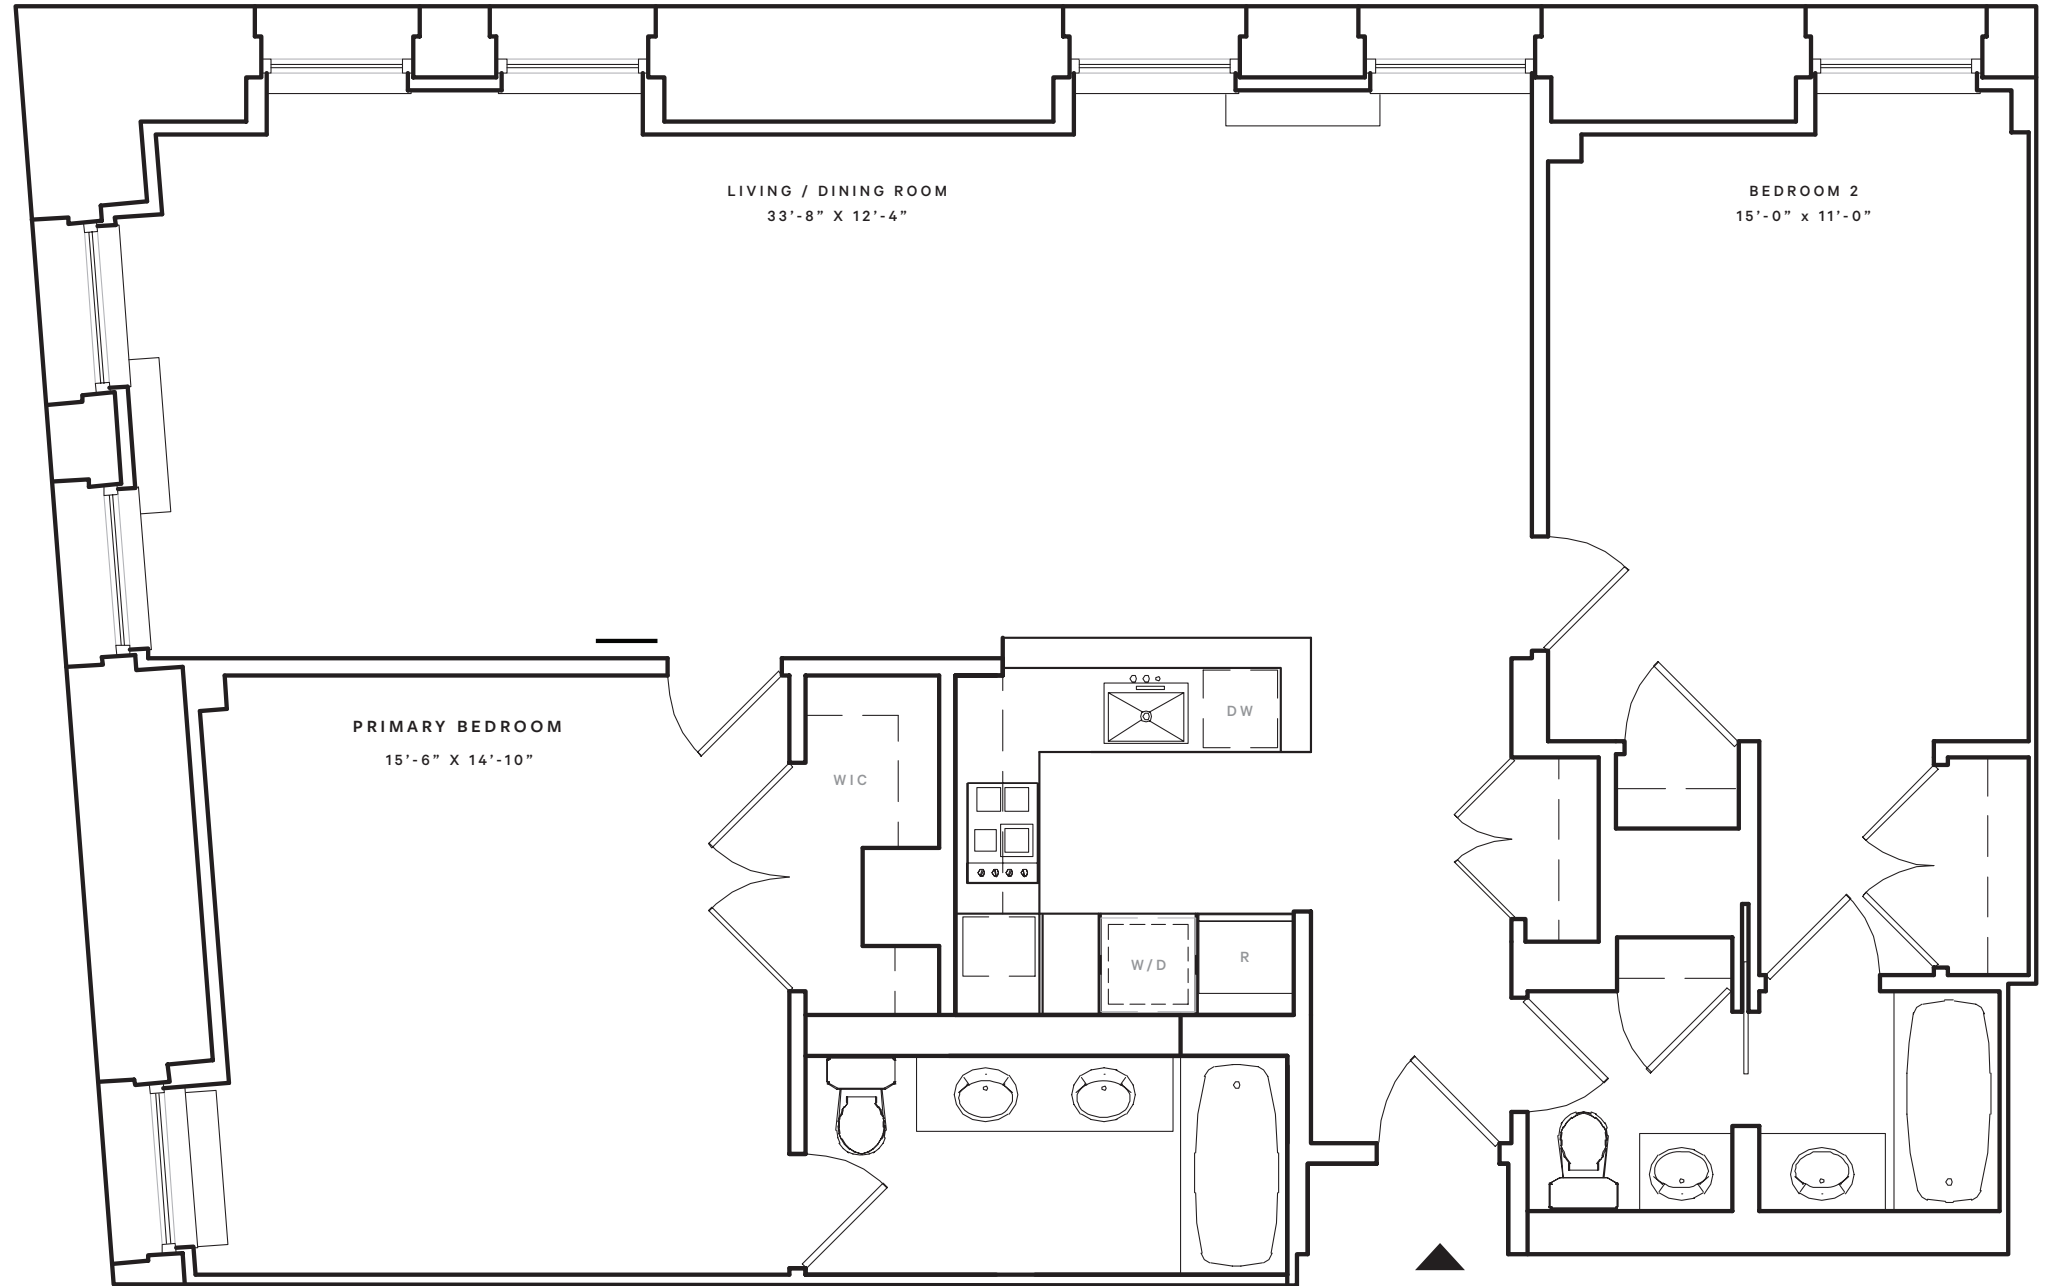 LIVING / DINING ROOM
33’-8” X 12’-4”
BEDROOM 2
15’-0” x 11’-0”
PRIMARY BEDROOM
15’-6” X 14’-10”
WIC
DW
W/D
R